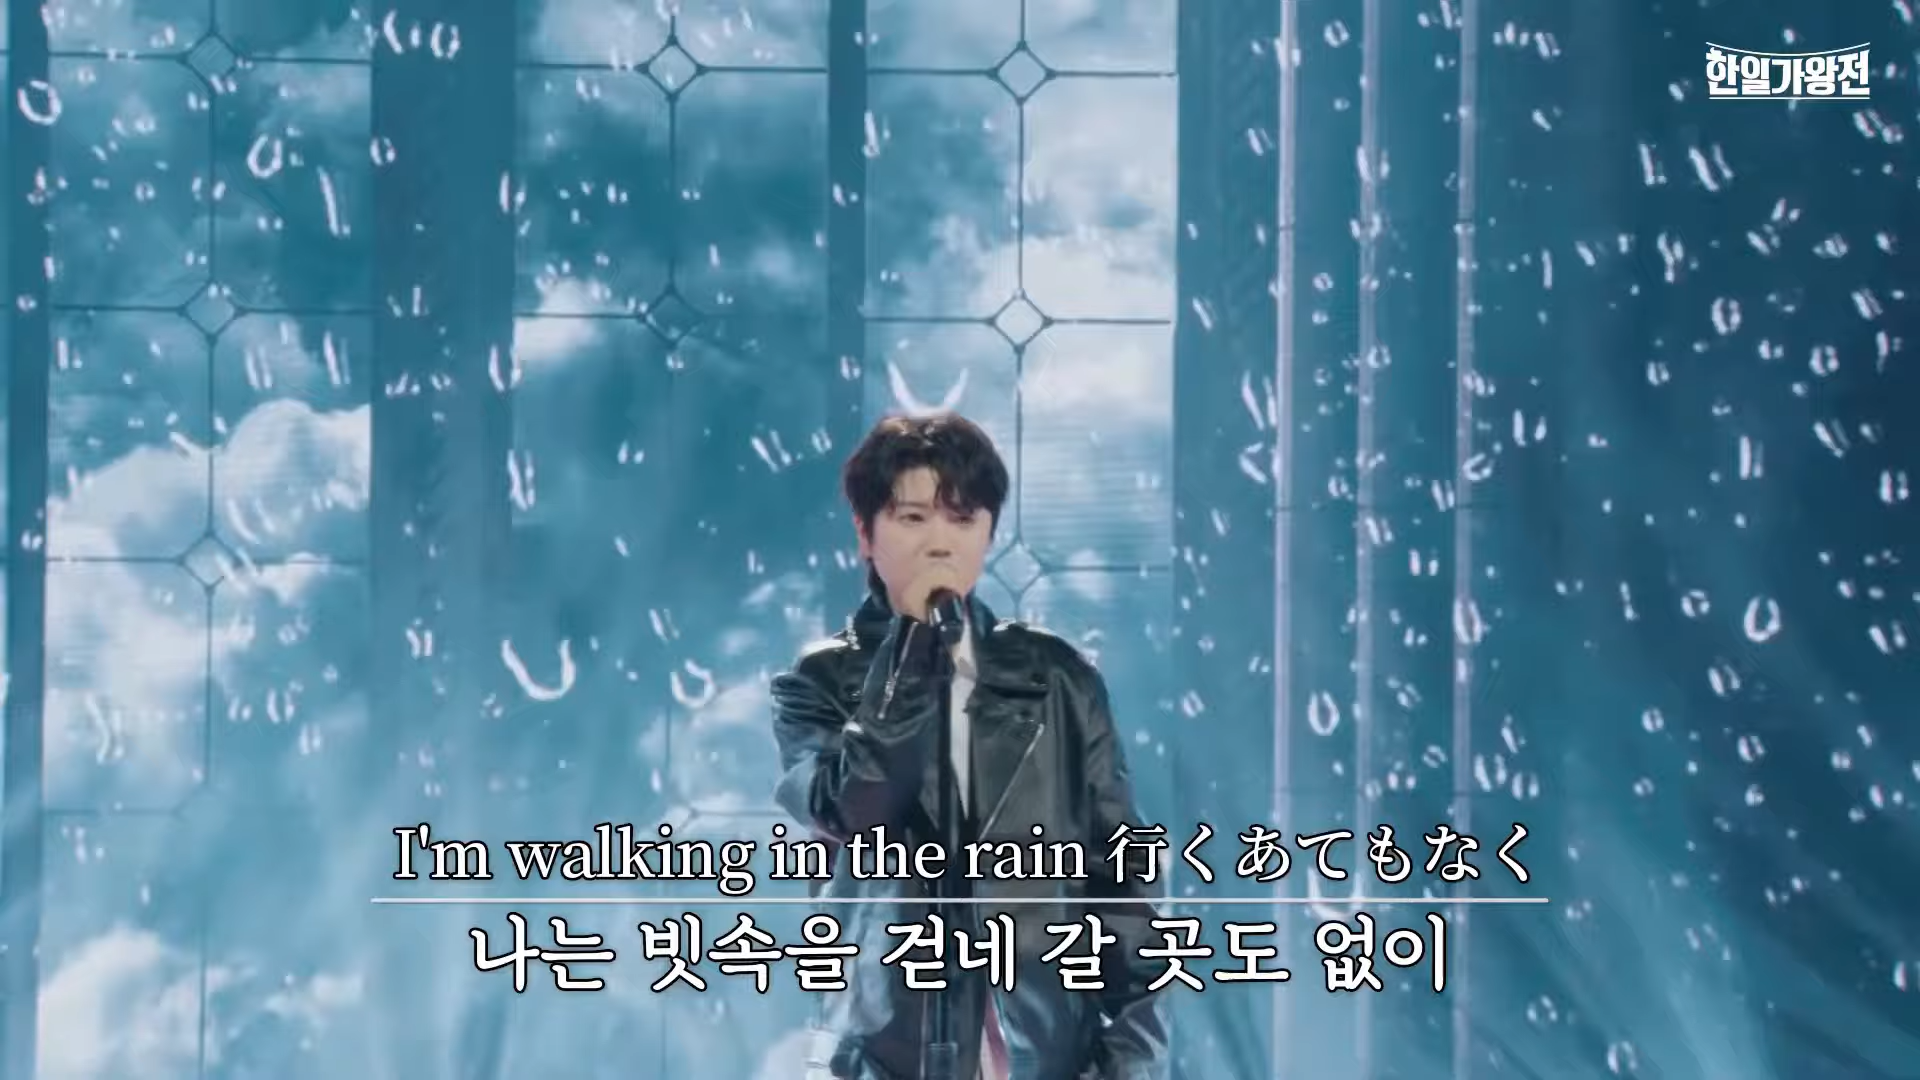 한일가왕전
I'm walking in the rain 行くあてもなく
나는 빗속을 걷네 갈 곳도 없이